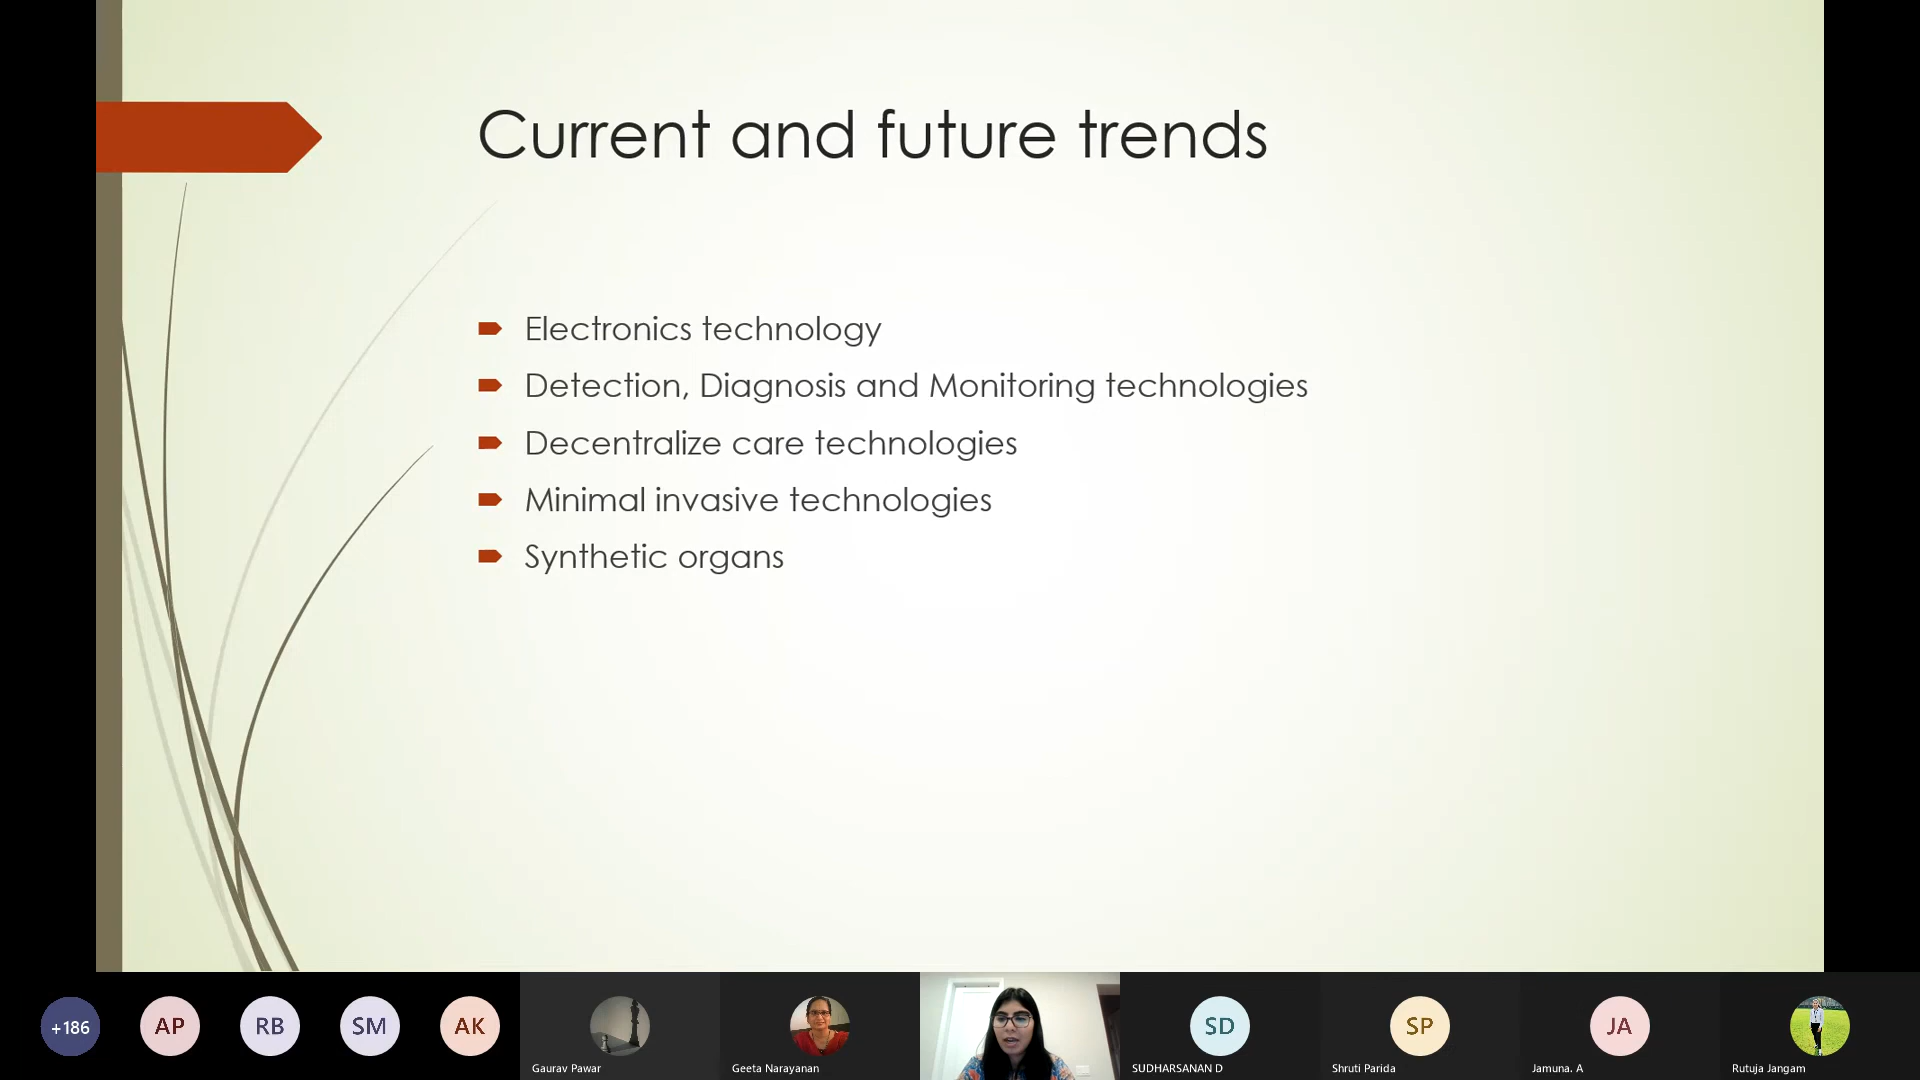 Current and future trends
Electronics technology
Detection, Diagnosis and Monitoring technologies
Decentralize care technologies
Minimal invasive technologies
Synthetic organs
+186
AP
RB
SM
AK
Gaurav Pawar
Geeta Narayanan
SD
SUDHARSANAN D
SP
Shruti Parida
JA
Jamuna. A
Rutuja Jangam